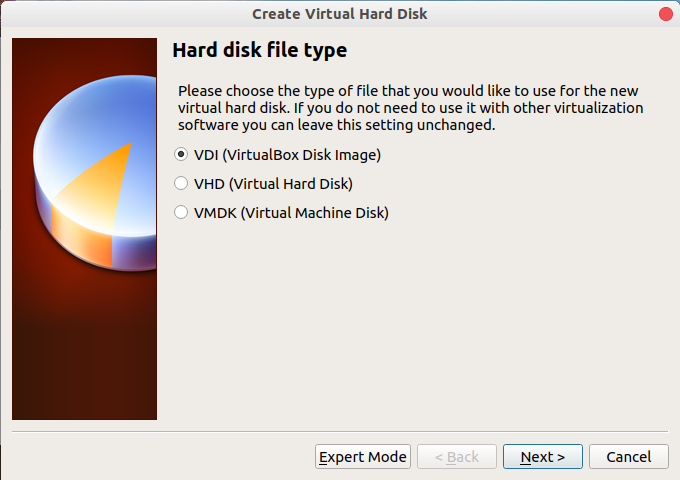 Create Virtual Hard Disk
Hard disk file type
Please choose the type of file that you would like to use for the new
virtual hard disk. If you do not need to use it with other virtualization
software you can leave this setting unchanged.
VDI (VirtualBox Disk Image)
VHD (Virtual Hard Disk)
VMDK (Virtual Machine Disk)
Expert Mode
< Back
Next >
Cancel